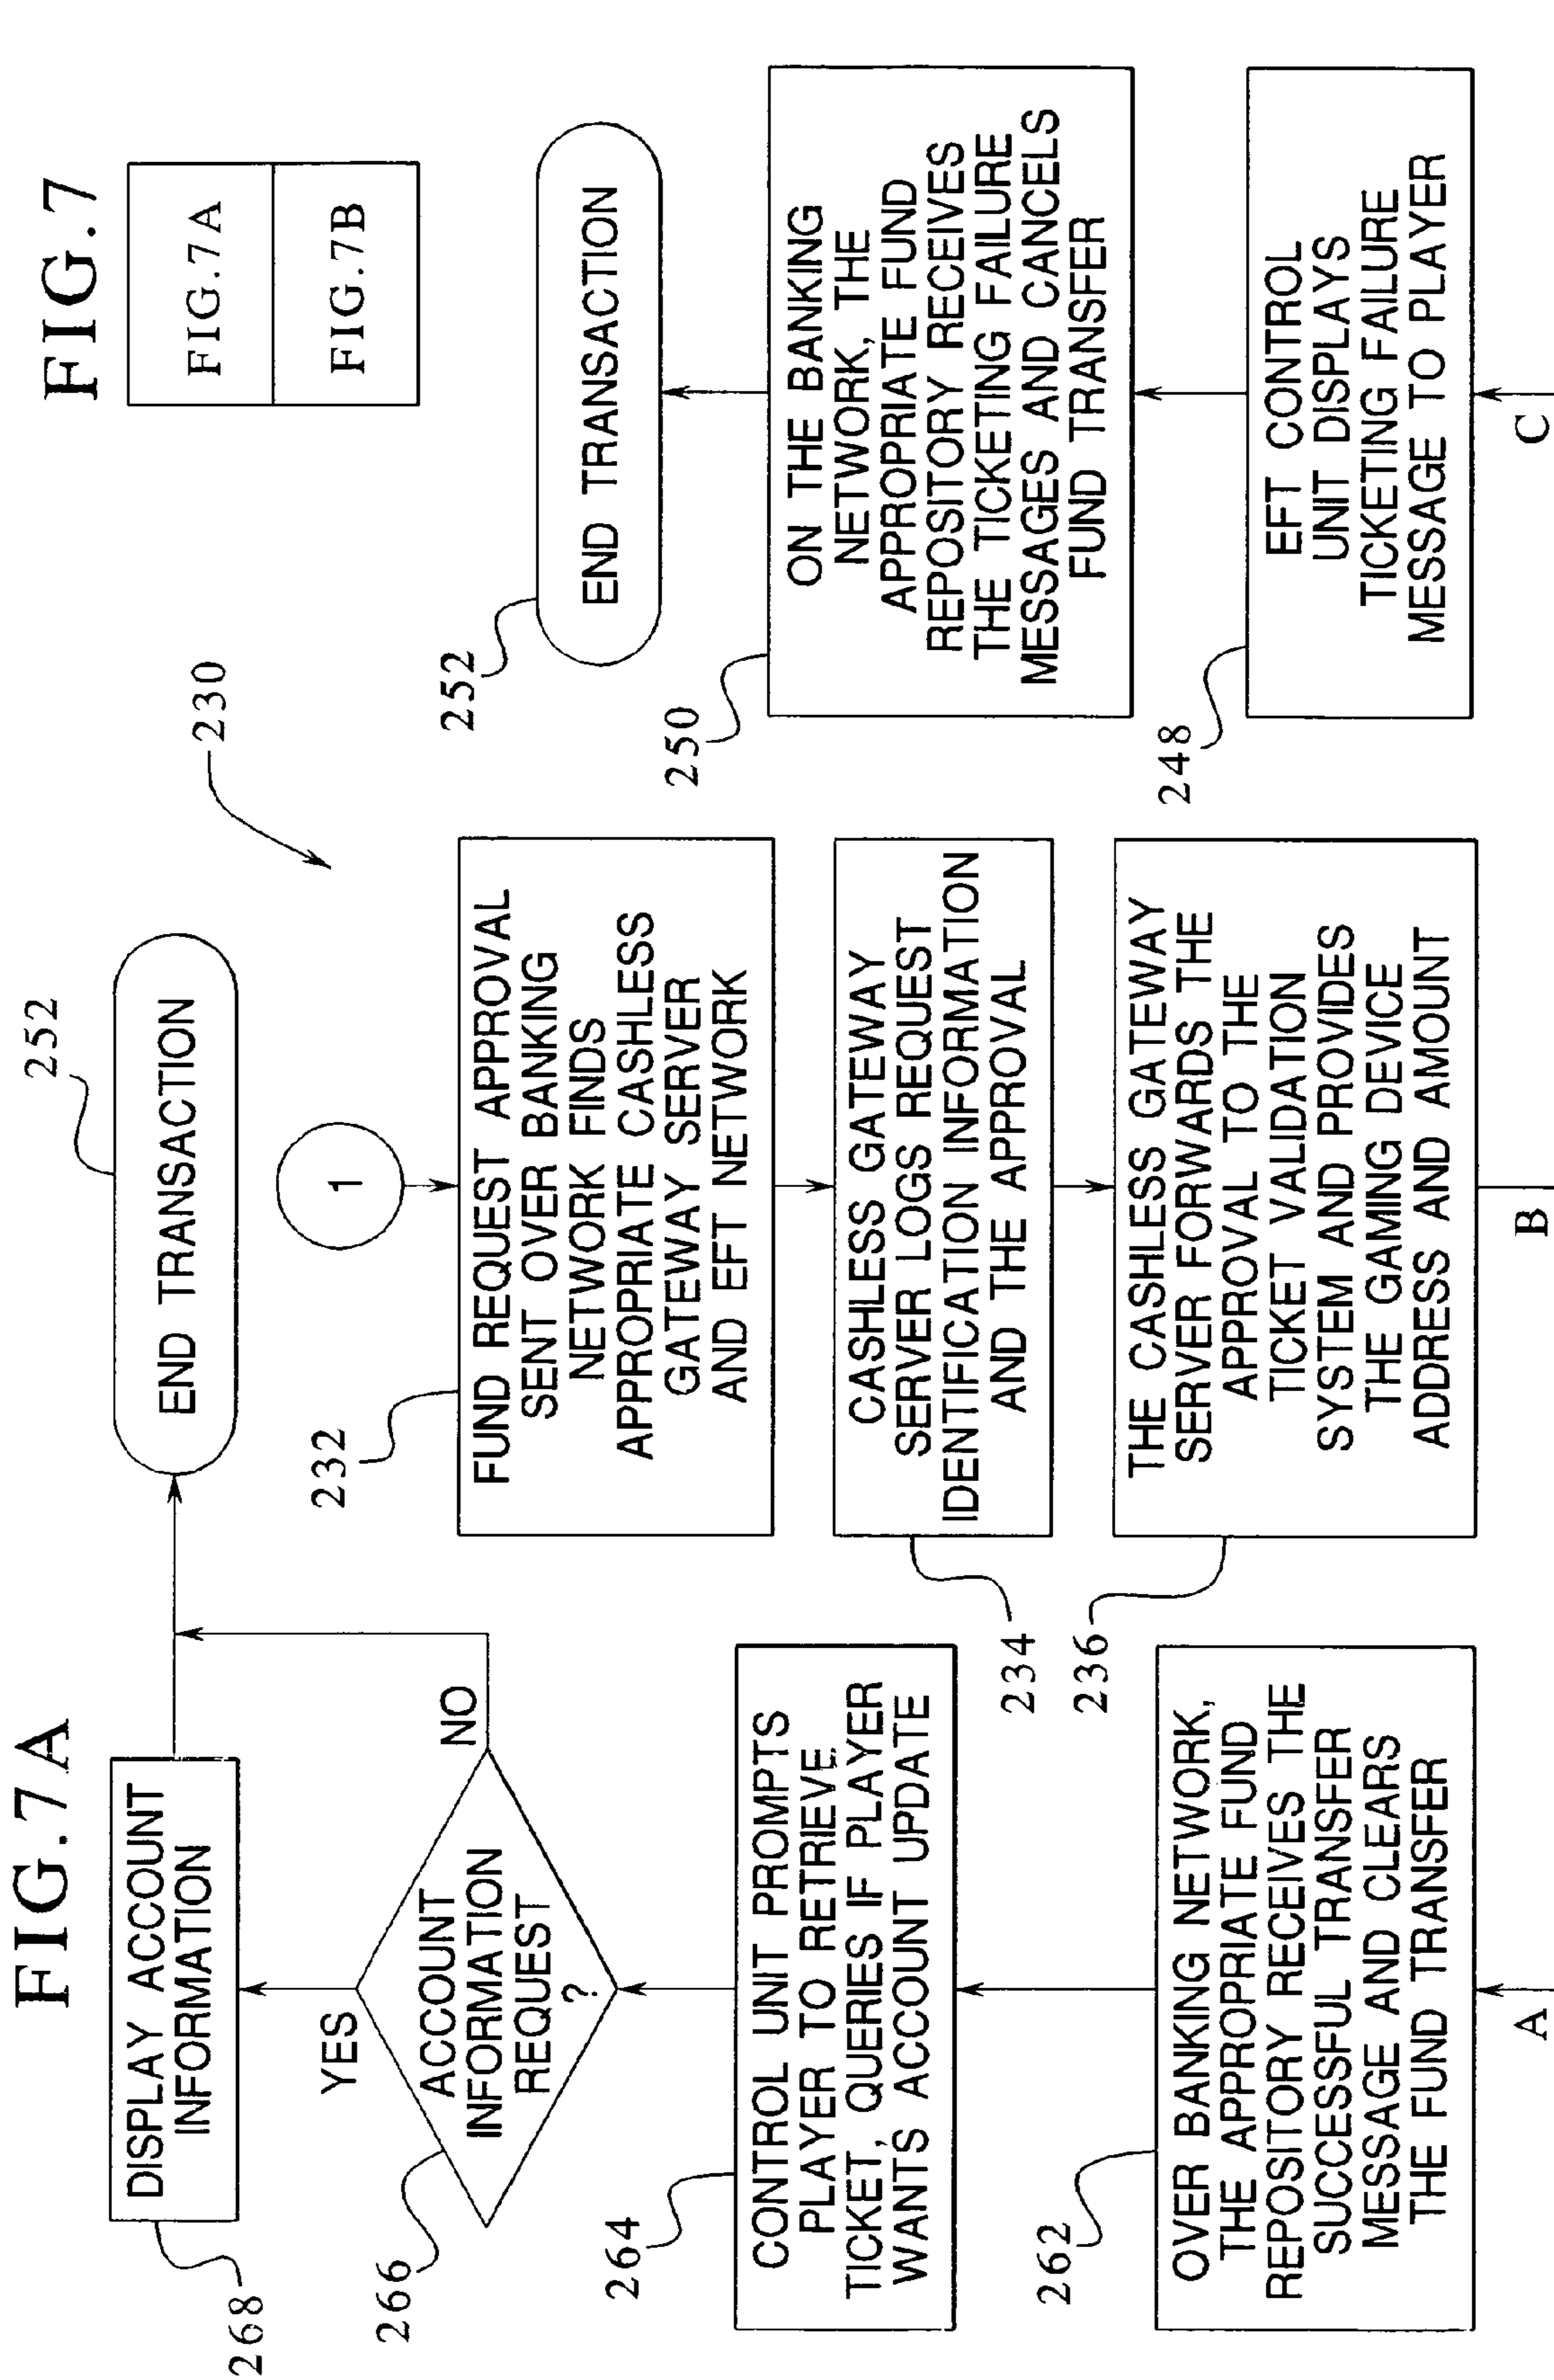 FIG.7A
FIG.7
FIG.7A
FIG.7B
268
DISPLAY ACCOUNT
INFORMATION
YES
NO
266
ACCOUNT
INFORMATION
REQUEST
?
264
CONTROL UNIT PROMPTS
PLAYER TO RETRIEVE
TICKET, QUERIES IF PLAYER
WANTS ACCOUNT UPDATE
262
OVER BANKING NETWORK,
THE APPROPRIATE FUND
REPOSITORY RECEIVES THE
SUCCESSFUL TRANSFER
MESSAGE AND CLEARS
THE FUND TRANSFER
A
252
END TRANSACTION
230
1
232
FUND REQUEST APPROVAL
SENT OVER BANKING
NETWORK FINDS
APPROPRIATE CASHLESS
GATEWAY SERVER
AND EFT NETWORK
234
CASHLESS GATEWAY
SERVER LOGS REQUEST
IDENTIFICATION INFORMATION
AND THE APPROVAL
236
THE CASHLESS GATEWAY
SERVER FORWARDS THE
APPROVAL TO THE
TICKET VALIDATION
SYSTEM AND PROVIDES
THE GAMING DEVICE
ADDRESS AND AMOUNT
B
252
END TRANSACTION
250
ON THE BANKING
NETWORK, THE
APPROPRIATE FUND
REPOSITORY RECEIVES
THE TICKETING FAILURE
MESSAGES AND CANCELS
FUND TRANSFER
248
EFT CONTROL
UNIT DISPLAYS
TICKETING FAILURE
MESSAGE TO PLAYER
C